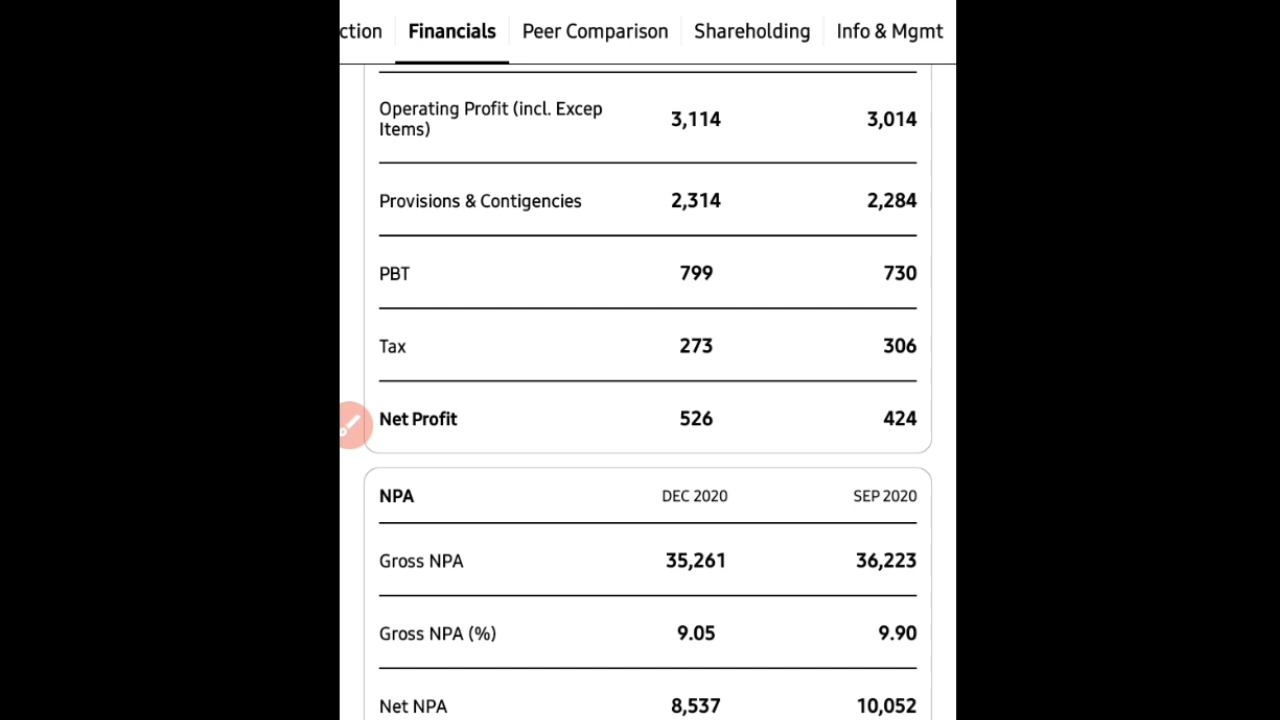 ction Financials Peer Comparison Shareholding Info & Mgmt
Operating Profit (incl. Excep
Items) 3,114 3,014
Provisions & Contigencies 2,314 2,284
PBT 799 730
Tax 273 306
Net Profit 526 424
NPA DEC 2020 SEP 2020
Gross NPA 35,261 36,223
Gross NPA (%) 9.05 9.90
Net NPA 8,537 10,052